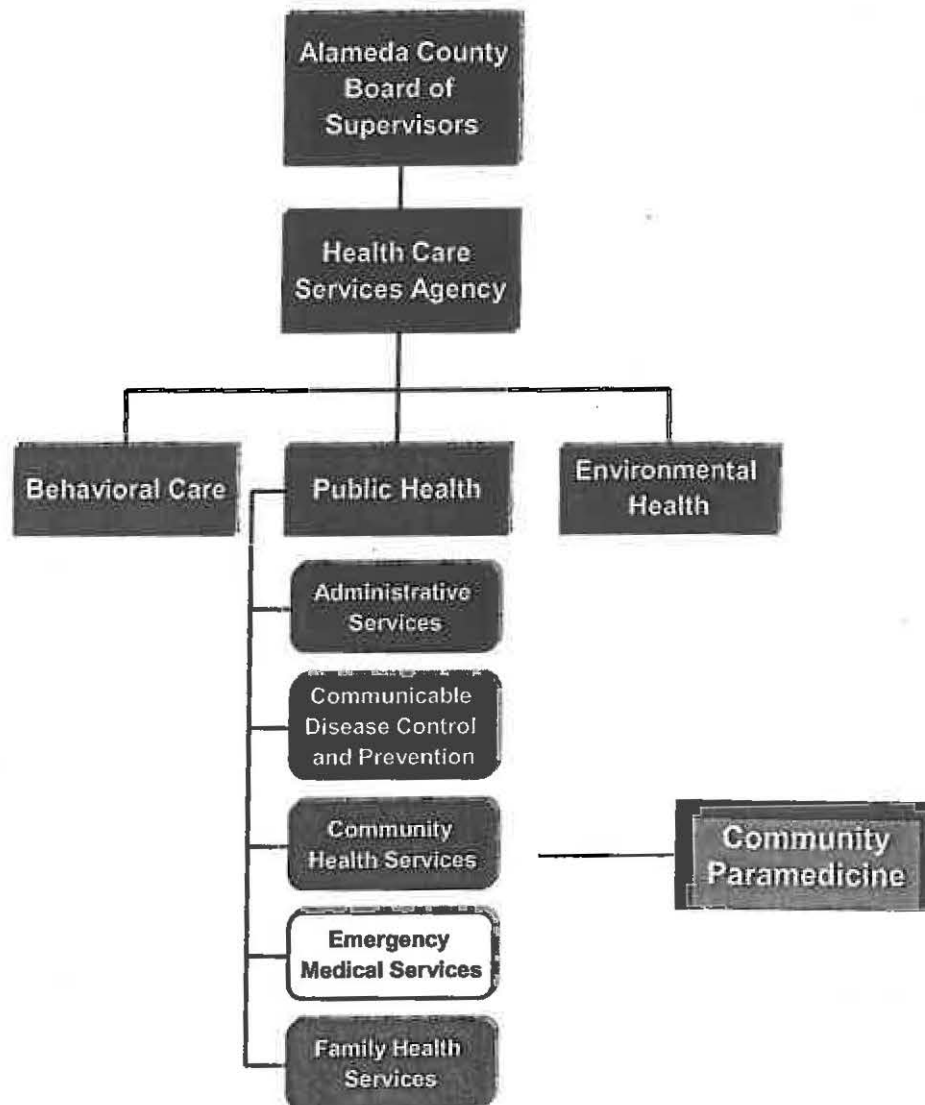 Alameda County
Board of
Supervisors
Health Care
Services Agency
Behavioral Care
Public Health
Environmental
Health
Administrative
Services
Communicable
Disease Control
and Prevention
Community
Health Services
Community
Paramedicine
Emergency
Medical Services
Family Health
Services